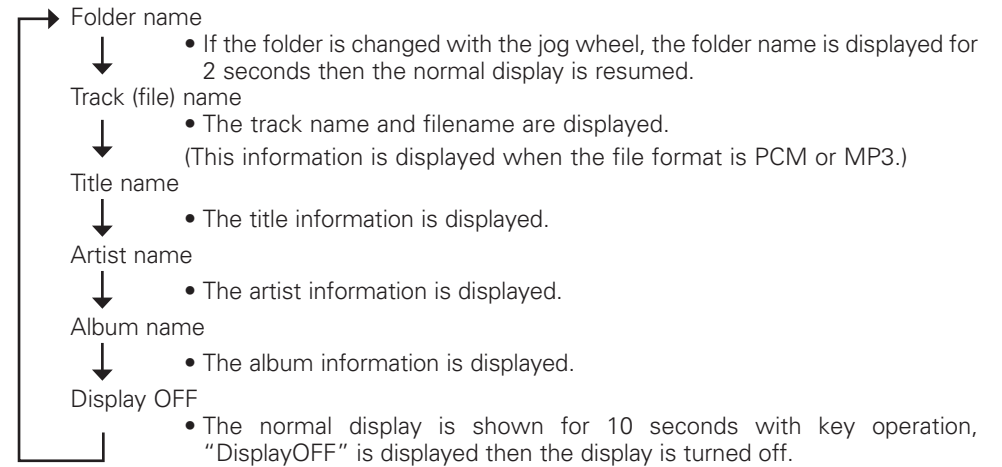 Folder name
• If the folder is changed with the jog wheel, the folder name is displayed for
2 seconds then the normal display is resumed.
Track (file) name
• The track name and filename are displayed.
(This information is displayed when the file format is PCM or MP3.)
Title name
• The title information is displayed.
Artist name
• The artist information is displayed.
Album name
• The album information is displayed.
Display OFF
• The normal display is shown for 10 seconds with key operation,
“DisplayOFF” is displayed then the display is turned off.